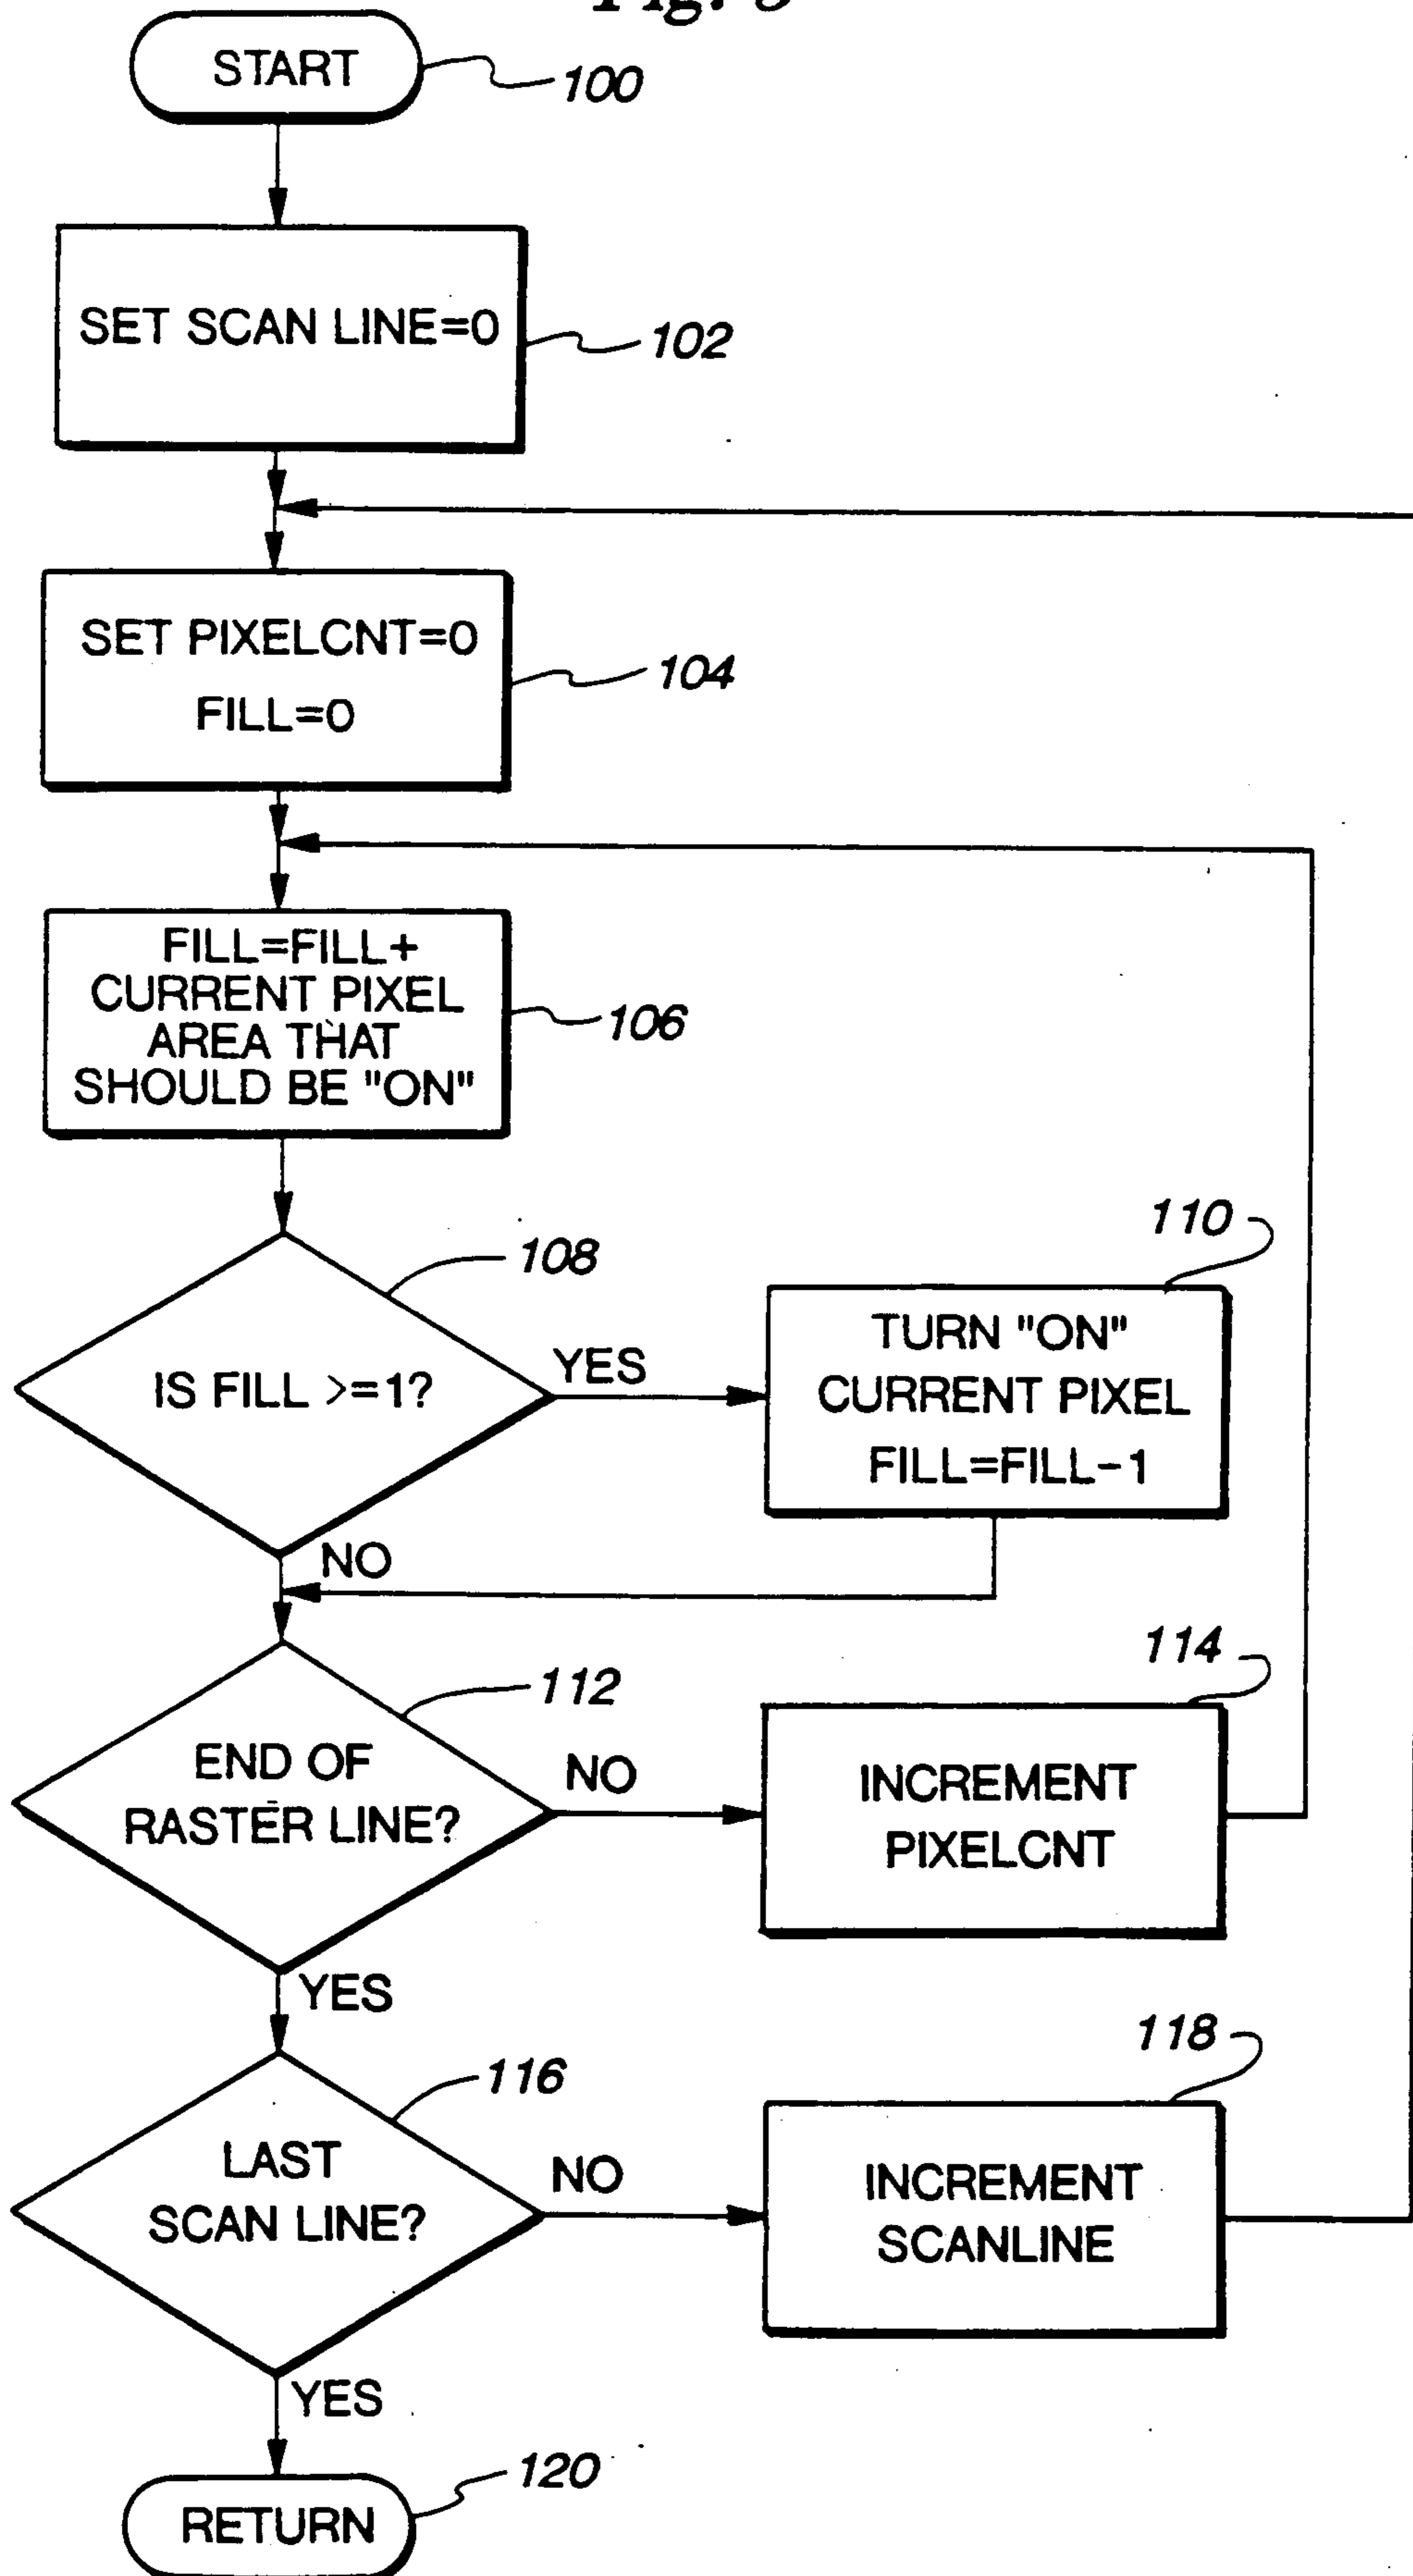 START
100
SET SCAN LINE=0
102
SET PIXELCNT=0
FILL=0
104
FILL=FILL+
CURRENT PIXEL
AREA THAT
SHOULD BE "ON"
106
108
IS FILL >=1?
YES
110
TURN "ON"
CURRENT PIXEL
FILL=FILL-1
NO
112
END OF
RASTER LINE?
NO
114
INCREMENT
PIXELCNT
YES
116
LAST
SCAN LINE?
NO
118
INCREMENT
SCANLINE
YES
120
RETURN